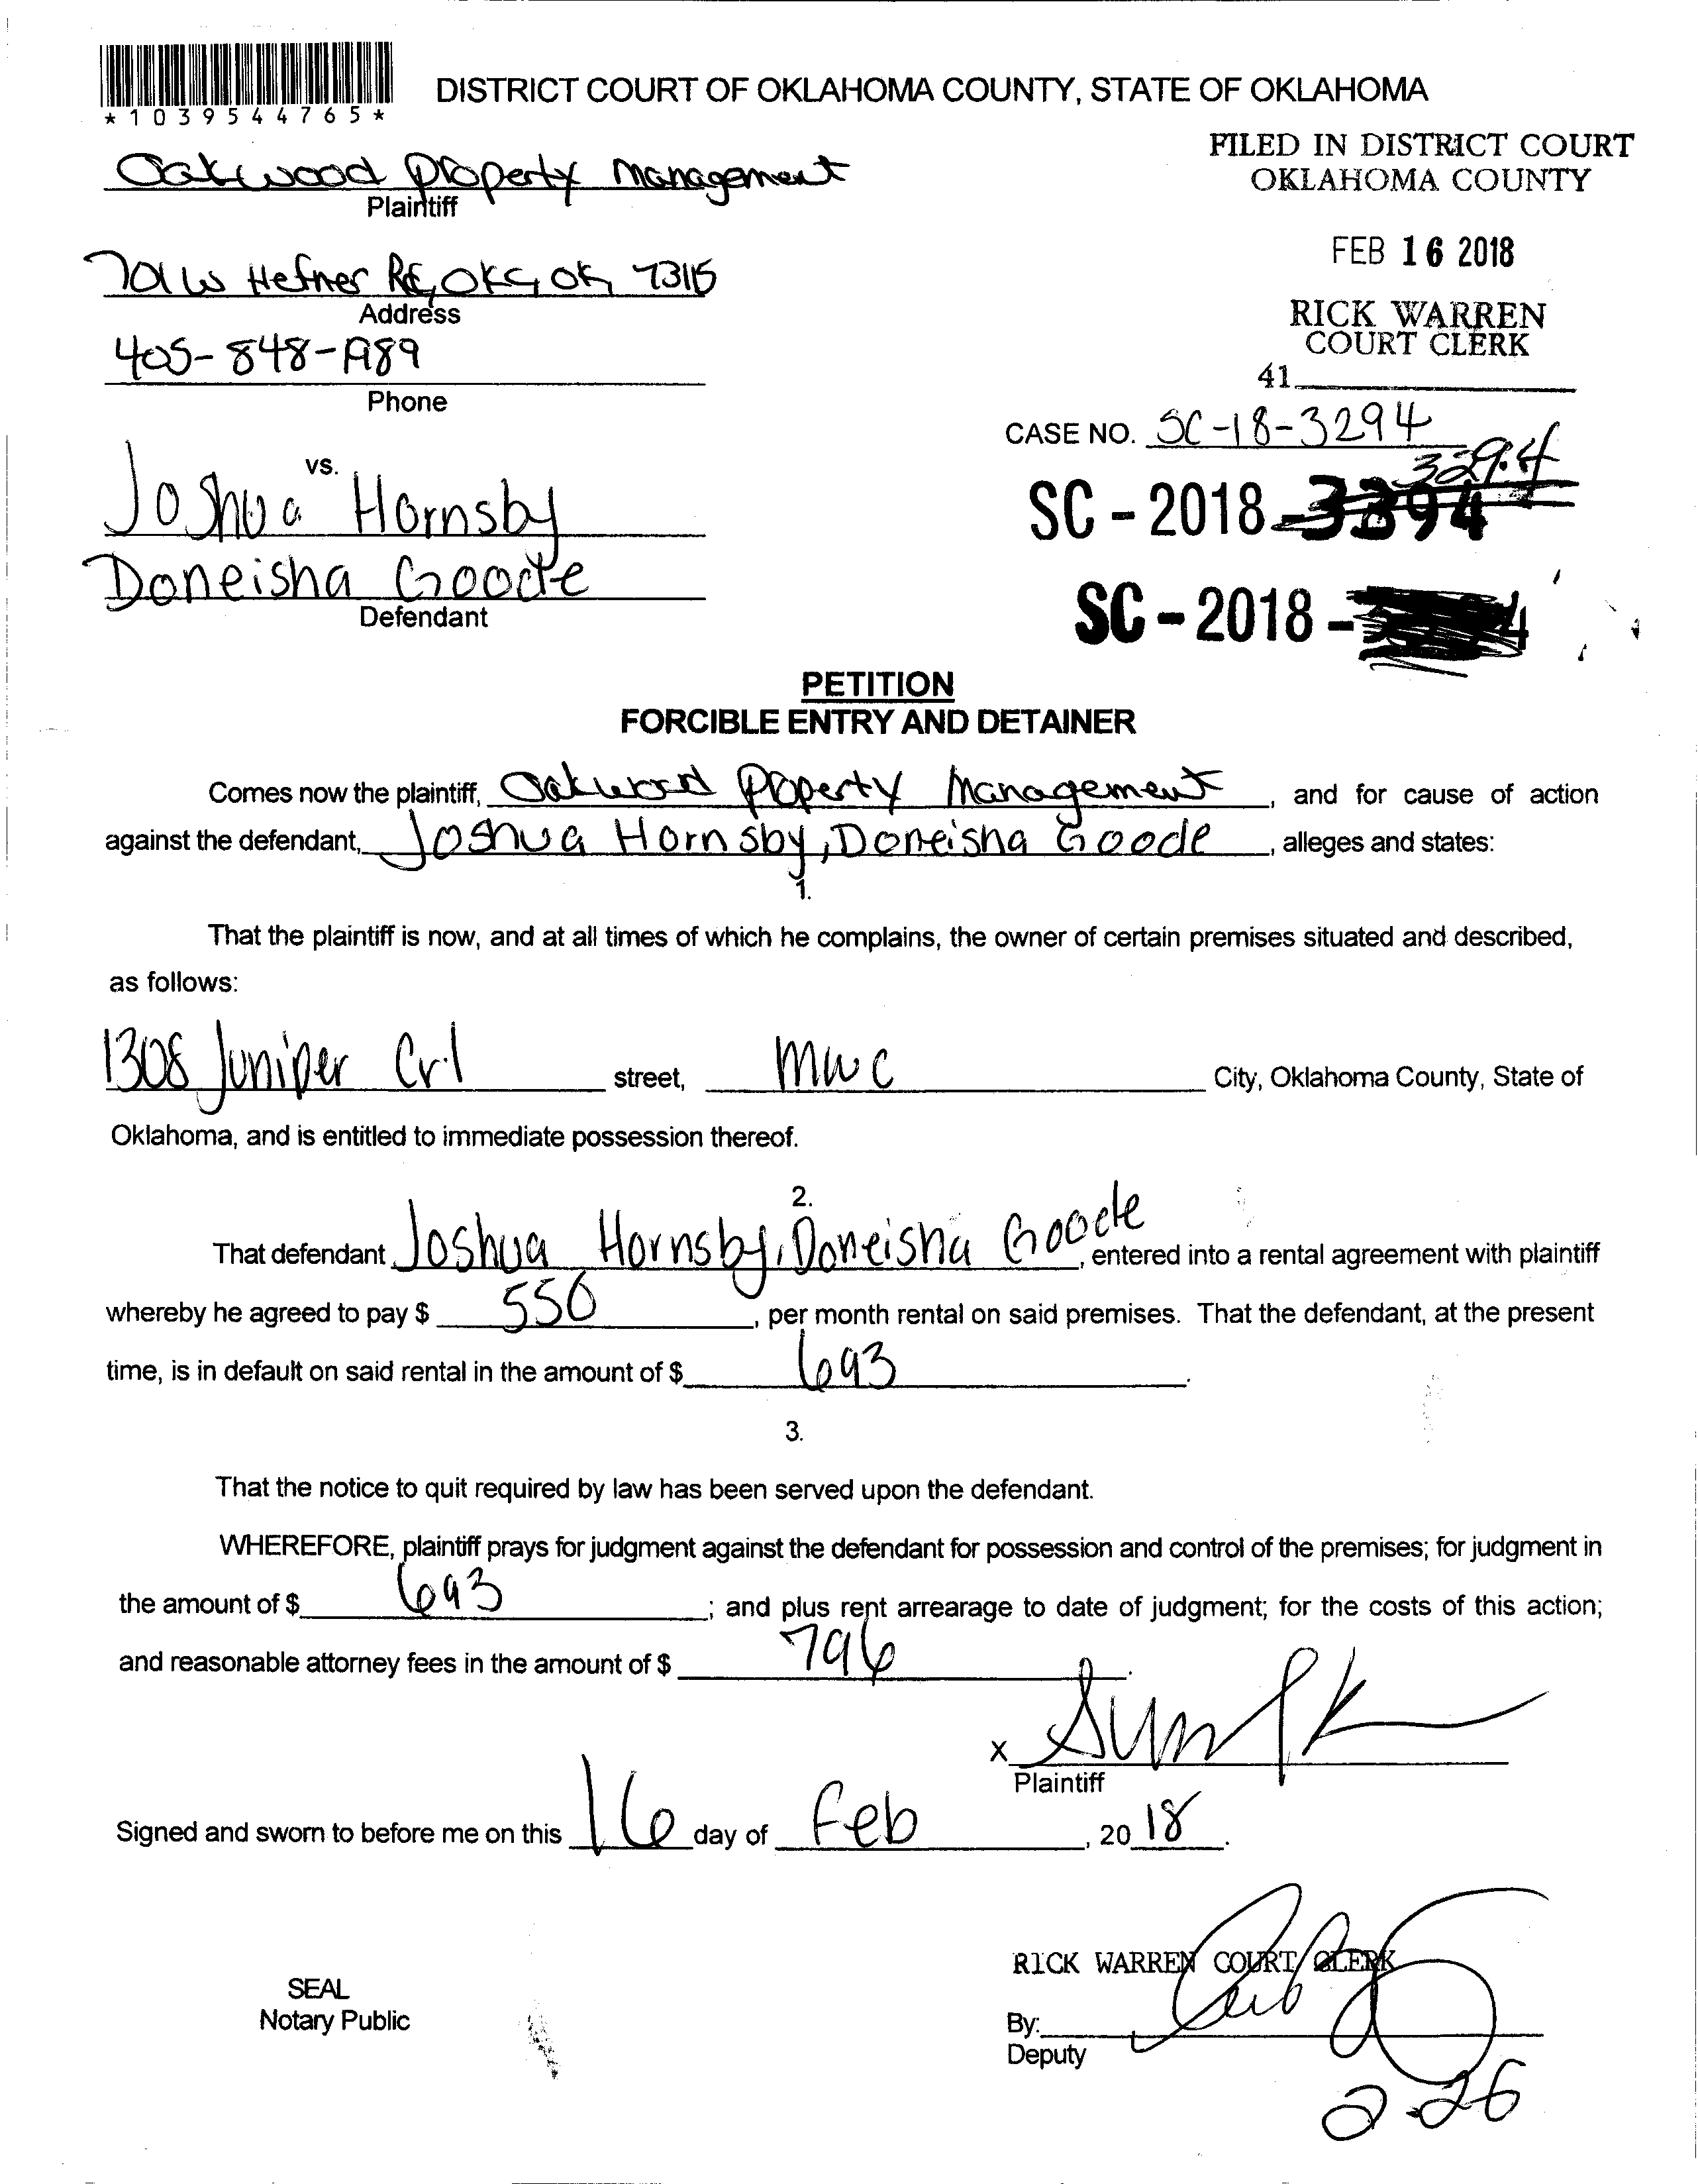 *1039544765*
DISTRICT COURT OF OKLAHOMA COUNTY, STATE OF OKLAHOMA
FILED IN DISTRICT COURT
OKLAHOMA COUNTY
Oakwood Property Management
Plaintiff
FEB 16 2018
701 W Hefner Rd, OKC, OK
Address
RICK WARREN
COURT CLERK
405-848-1989
Phone
41
CASE NO. SC-18-3294
3294
vs.
Joshua Hornsby
SC - 2018 -
Doneisha Goode
Defendant
SC - 2018 -
PETITION
FORCIBLE ENTRY AND DETAINER
Comes now the plaintiff, Oakwood Property Management, and for cause of action
against the defendant, Joshua Hornsby, Doneisha Goode, alleges and states:
1.
That the plaintiff is now, and at all times of which he complains, the owner of certain premises situated and described,
as follows:
1308 Juniper Crl street, MWC City, Oklahoma County, State of
Oklahoma, and is entitled to immediate possession thereof.
2.
That defendant Joshua Hornsby, Doneisha Goode, entered into a rental agreement with plaintiff
whereby he agreed to pay $ 550, per month rental on said premises. That the defendant, at the present
time, is in default on said rental in the amount of $ 693.
3.
That the notice to quit required by law has been served upon the defendant.
WHEREFORE, plaintiff prays for judgment against the defendant for possession and control of the premises; for judgment in
the amount of $ 693; and plus rent arrearage to date of judgment; for the costs of this action;
and reasonable attorney fees in the amount of $ 796.
X
Plaintiff
Signed and sworn to before me on this 16 day of Feb, 2018.
RICK WARREN COURT CLERK
SEAL
Notary Public
By:
Deputy
2-26